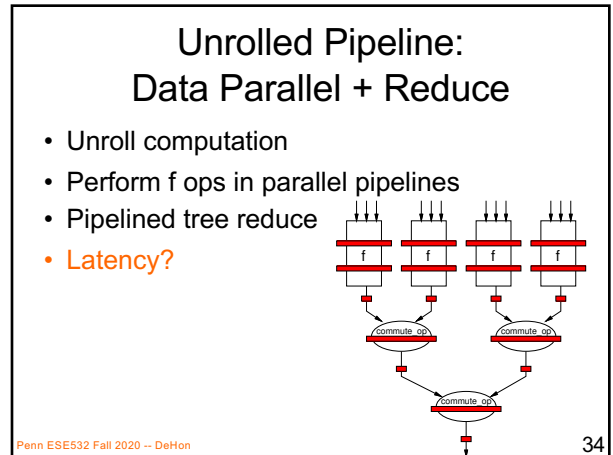 Unrolled Pipeline:
Data Parallel + Reduce
• Unroll computation
• Perform f ops in parallel pipelines
• Pipelined tree reduce
• Latency?
f f f f
commute_op commute_op
commute_op
Penn ESE532 Fall 2020 -- DeHon
34